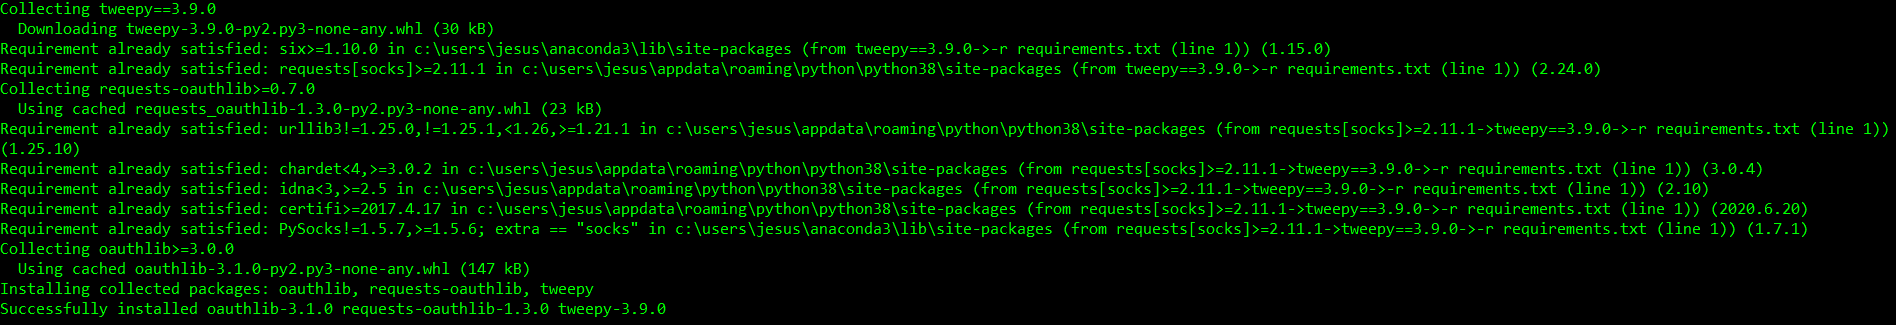 Collecting tweepy==3.9.0
  Downloading tweepy-3.9.0-py2.py3-none-any.whl (30 kB)
Requirement already satisfied: six>=1.10.0 in c:\users\jesus\anaconda3\lib\site-packages (from tweepy==3.9.0->-r requirements.txt (line 1)) (1.15.0)
Requirement already satisfied: requests[socks]>=2.11.1 in c:\users\jesus\appdata\roaming\python\python38\site-packages (from tweepy==3.9.0->-r requirements.txt (line 1)) (2.24.0)
Collecting requests-oauthlib>=0.7.0
  Using cached requests_oauthlib-1.3.0-py2.py3-none-any.whl (23 kB)
Requirement already satisfied: urllib3!=1.25.0,!=1.25.1,<1.26,>=1.21.1 in c:\users\jesus\appdata\roaming\python\python38\site-packages (from requests[socks]>=2.11.1->tweepy==3.9.0->-r requirements.txt (line 1))
(1.25.10)
Requirement already satisfied: chardet<4,>=3.0.2 in c:\users\jesus\appdata\roaming\python\python38\site-packages (from requests[socks]>=2.11.1->tweepy==3.9.0->-r requirements.txt (line 1)) (3.0.4)
Requirement already satisfied: idna<3,>=2.5 in c:\users\jesus\appdata\roaming\python\python38\site-packages (from requests[socks]>=2.11.1->tweepy==3.9.0->-r requirements.txt (line 1)) (2.10)
Requirement already satisfied: certifi>=2017.4.17 in c:\users\jesus\appdata\roaming\python\python38\site-packages (from requests[socks]>=2.11.1->tweepy==3.9.0->-r requirements.txt (line 1)) (2020.6.20)
Requirement already satisfied: PySocks!=1.5.7,>=1.5.6; extra == "socks" in c:\users\jesus\anaconda3\lib\site-packages (from requests[socks]>=2.11.1->tweepy==3.9.0->-r requirements.txt (line 1)) (1.7.1)
Collecting oauthlib>=3.0.0
  Using cached oauthlib-3.1.0-py2.py3-none-any.whl (147 kB)
Installing collected packages: oauthlib, requests-oauthlib, tweepy
Successfully installed oauthlib-3.1.0 requests-oauthlib-1.3.0 tweepy-3.9.0